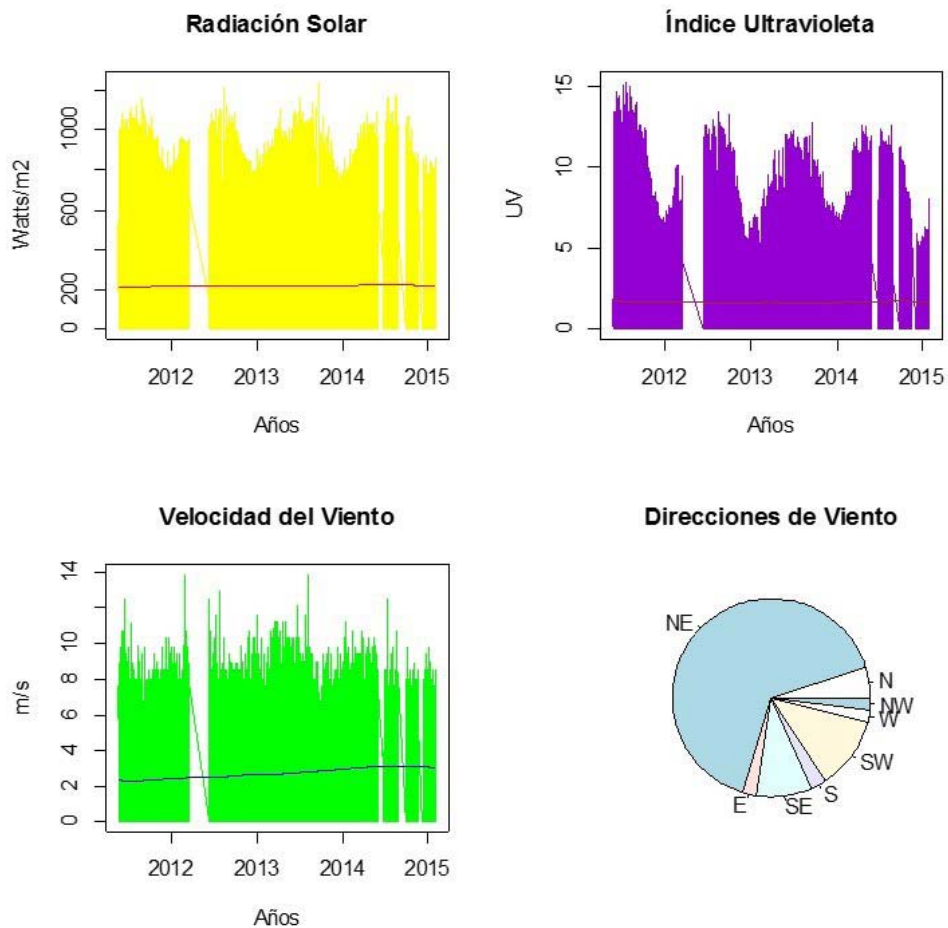 Radiación Solar
Watts/m2
0
200
600
1000
2012
2013
2014
2015
Años
Índice Ultravioleta
UV
0
5
10
15
2012
2013
2014
2015
Años
Velocidad del Viento
m/s
0
2
4
6
8
10
14
2012
2013
2014
2015
Años
Direcciones de Viento
NE
N
NW
W
SW
S
SE
E